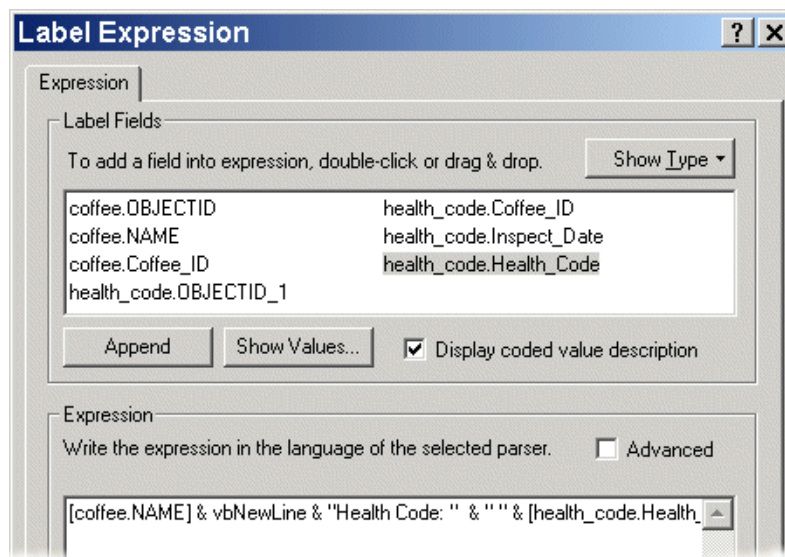 Label Expression
Expression
Label Fields
To add a field into expression, double-click or drag & drop.
Show Type
coffee.OBJECTID
health_code.Coffee_ID
coffee.NAME
health_code.Inspect_Date
coffee.Coffee_ID
health_code.Health_Code
health_code.OBJECTID_1
Append
Show Values...
Display coded value description
Expression
Write the expression in the language of the selected parser.
Advanced
[coffee.NAME] & vbNewLine & "Health Code: " & " " & [health_code.Health_